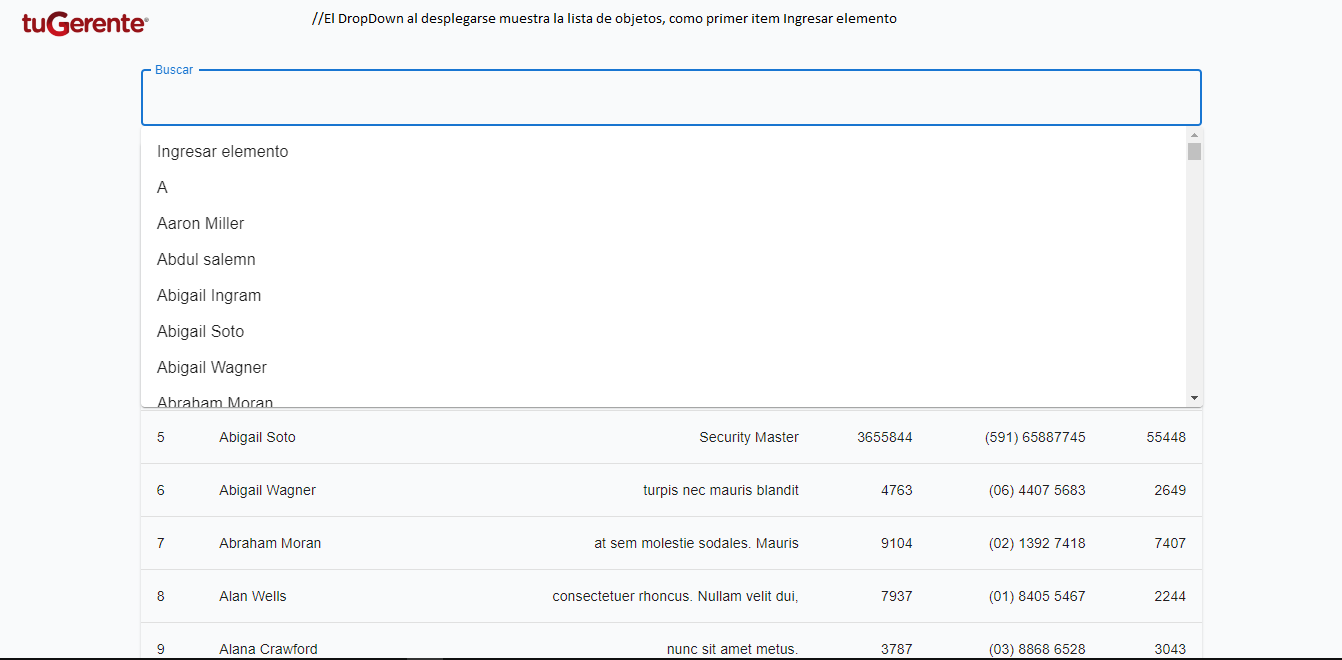 tuGerente®
//El DropDown al desplegarse muestra la lista de objetos, como primer item Ingresar elemento
Buscar
Ingresar elemento
A
Aaron Miller
Abdul salemn
Abigail Ingram
Abigail Soto
Abigail Wagner
Abraham Moran
5 Abigail Soto Security Master 3655844 (591) 65887745 55448
6 Abigail Wagner turpis nec mauris blandit 4763 (06) 4407 5683 2649
7 Abraham Moran at sem molestie sodales. Mauris 9104 (02) 1392 7418 7407
8 Alan Wells consectetuer rhoncus. Nullam velit dui, 7937 (01) 8405 5467 2244
9 Alana Crawford nunc sit amet metus. 3787 (03) 8868 6528 3043